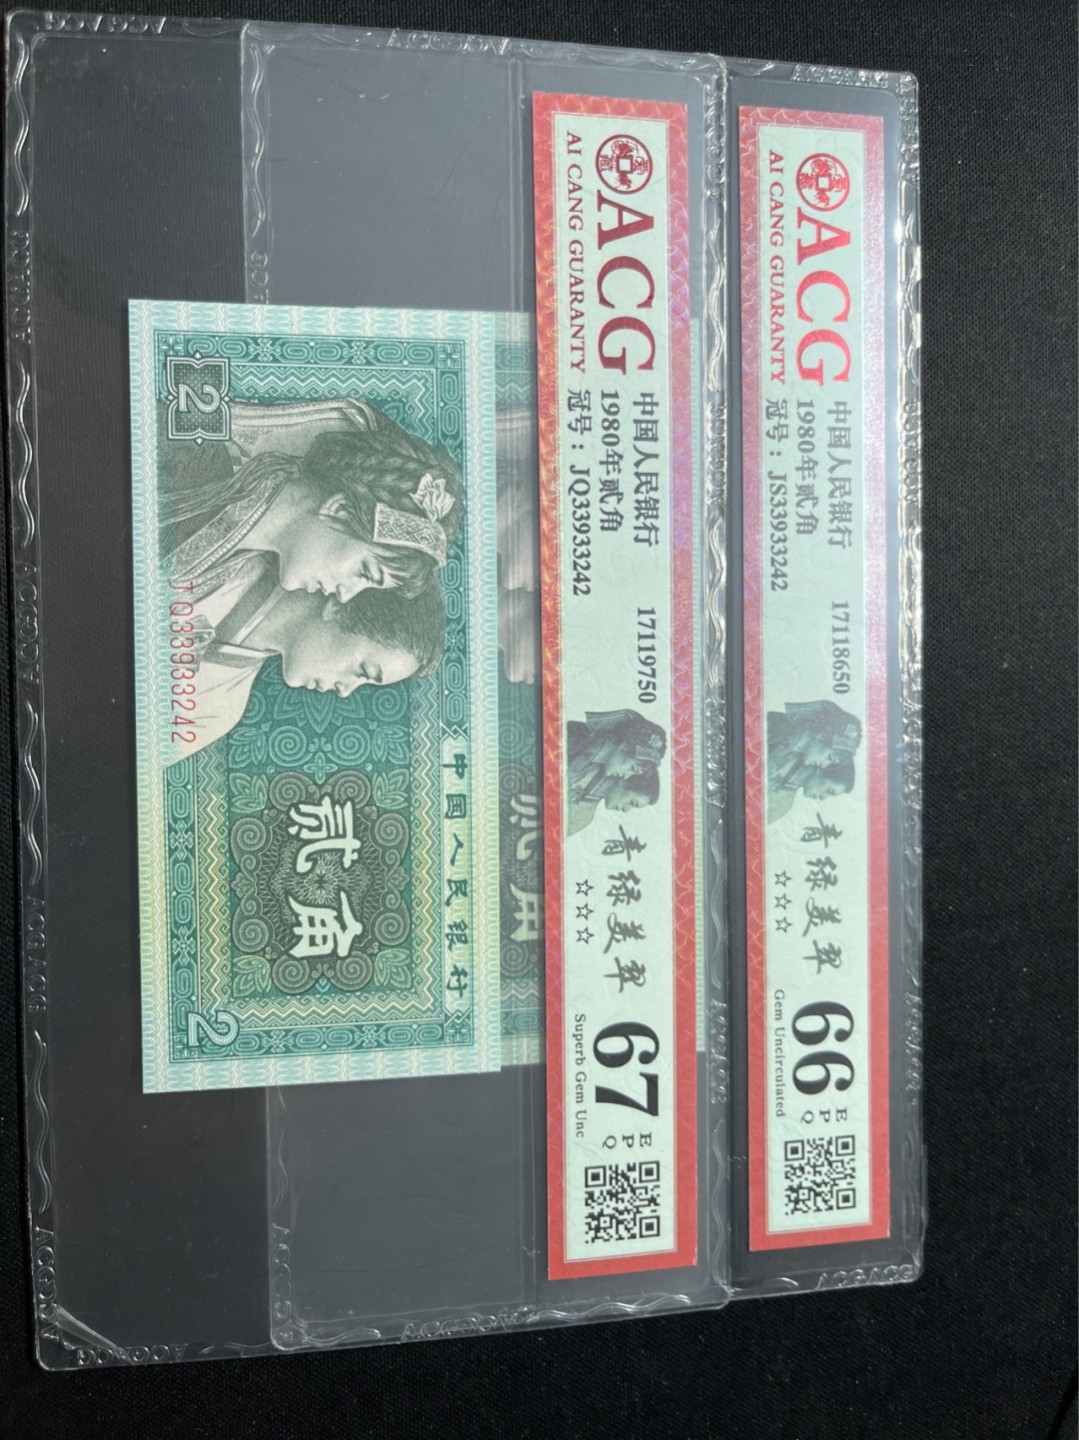 ACG
AI CANG GUARANTY
中国人民银行
1980年贰角
冠号：JS33933242
17118650
青绿美翠
☆☆☆
66
EPQ
Gem Uncirculated
ACG
AI CANG GUARANTY
中国人民银行
1980年贰角
冠号：JQ33933242
17119750
青绿美翠
☆☆☆
67
EPQ
Superb Gem Unc
贰角
中国人民银行
贰角
2
2
JQ33933242